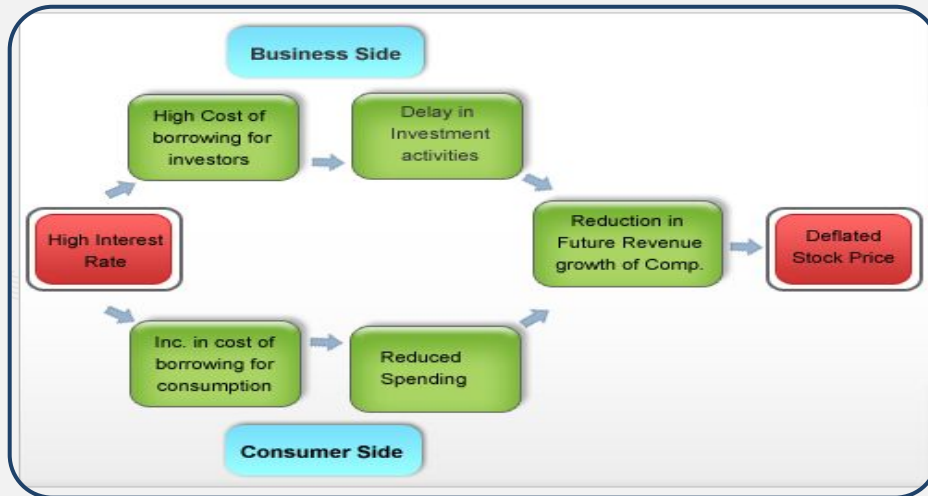 Business Side
High Cost of
borrowing for
investors
Delay in
Investment
activities
High Interest
Rate
Reduction in
Future Revenue
growth of Comp.
Deflated
Stock Price
Inc. in cost of
borrowing for
consumption
Reduced
Spending
Consumer Side